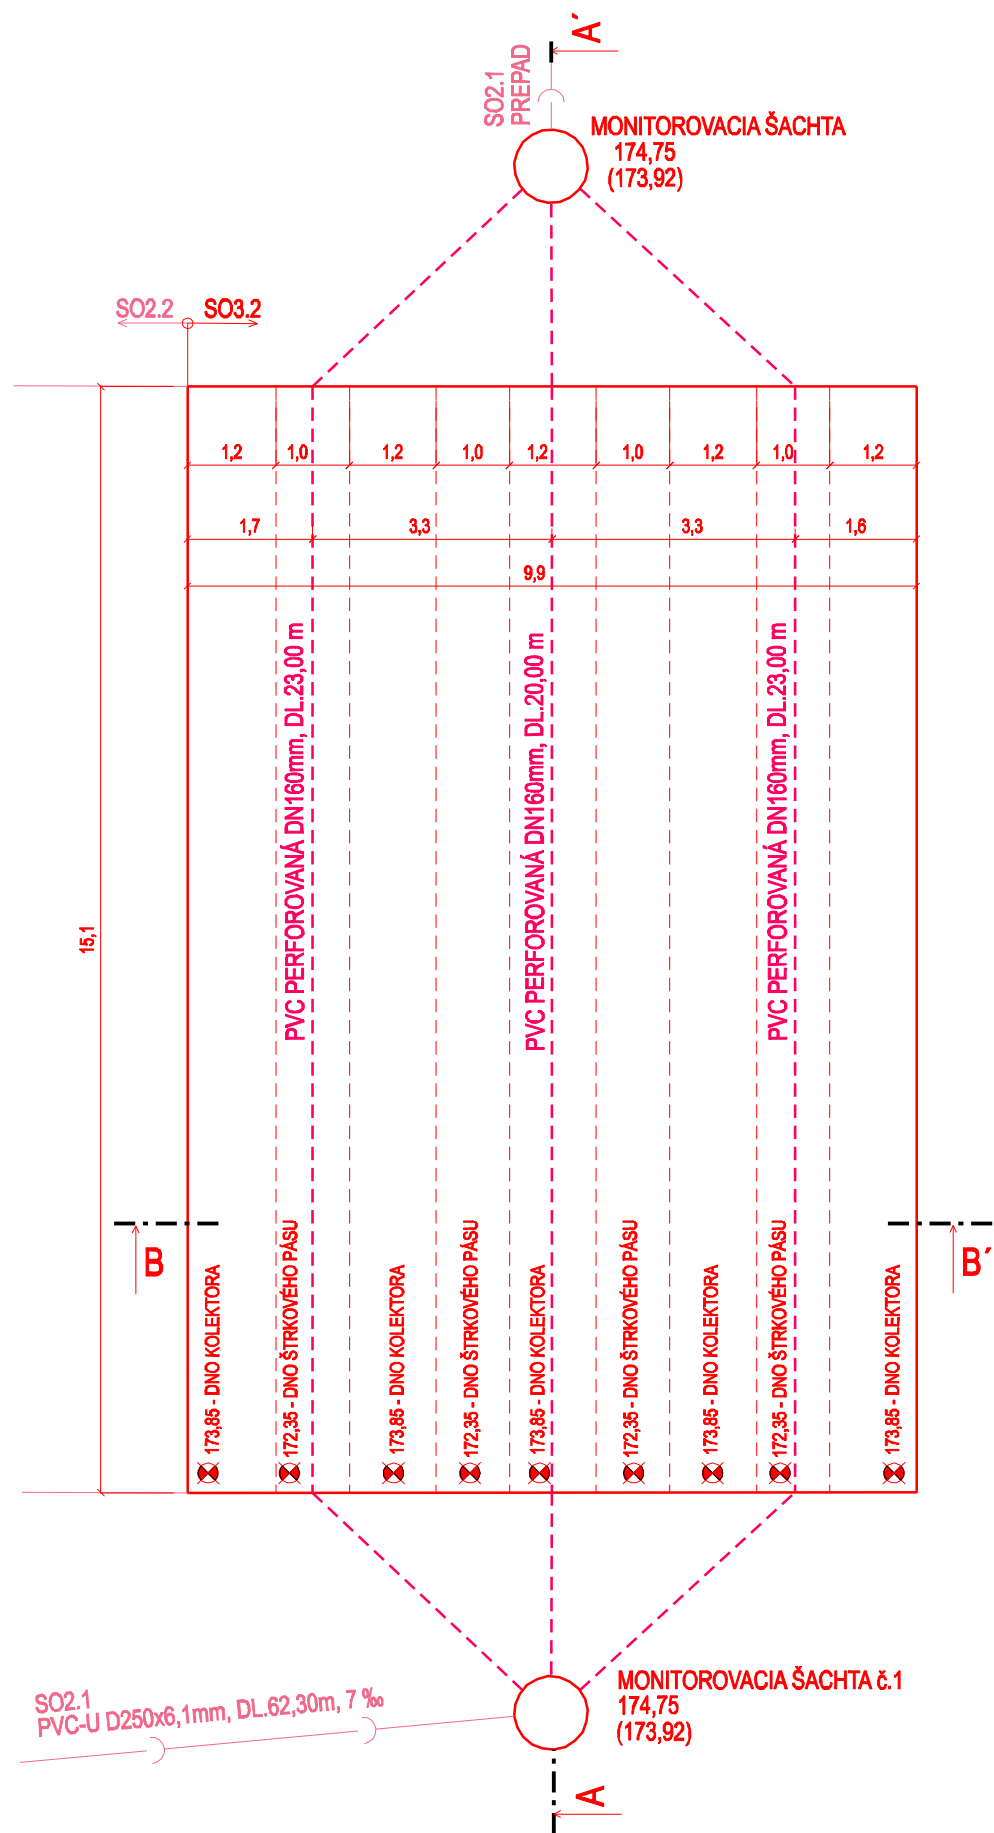 A´
SO2.1
PREPAD
MONITOROVACIA ŠACHTA
174,75
(173,92)
SO2.2
SO3.2
1,2
1,0
1,2
1,0
1,2
1,0
1,2
1,0
1,2
1,7
3,3
3,3
1,6
9,9
15,1
PVC PERFOROVANÁ DN160mm, DL.23,00 m
PVC PERFOROVANÁ DN160mm, DL.20,00 m
PVC PERFOROVANÁ DN160mm, DL.23,00 m
B
B´
173,85 - DNO KOLEKTORA
172,35 - DNO ŠTRKOVÉHO PÁSU
173,85 - DNO KOLEKTORA
172,35 - DNO ŠTRKOVÉHO PÁSU
173,85 - DNO KOLEKTORA
172,35 - DNO ŠTRKOVÉHO PÁSU
173,85 - DNO KOLEKTORA
172,35 - DNO ŠTRKOVÉHO PÁSU
173,85 - DNO KOLEKTORA
MONITOROVACIA ŠACHTA č.1
174,75
(173,92)
SO2.1
PVC-U D250x6,1mm, DL.62,30m, 7 ‰
A